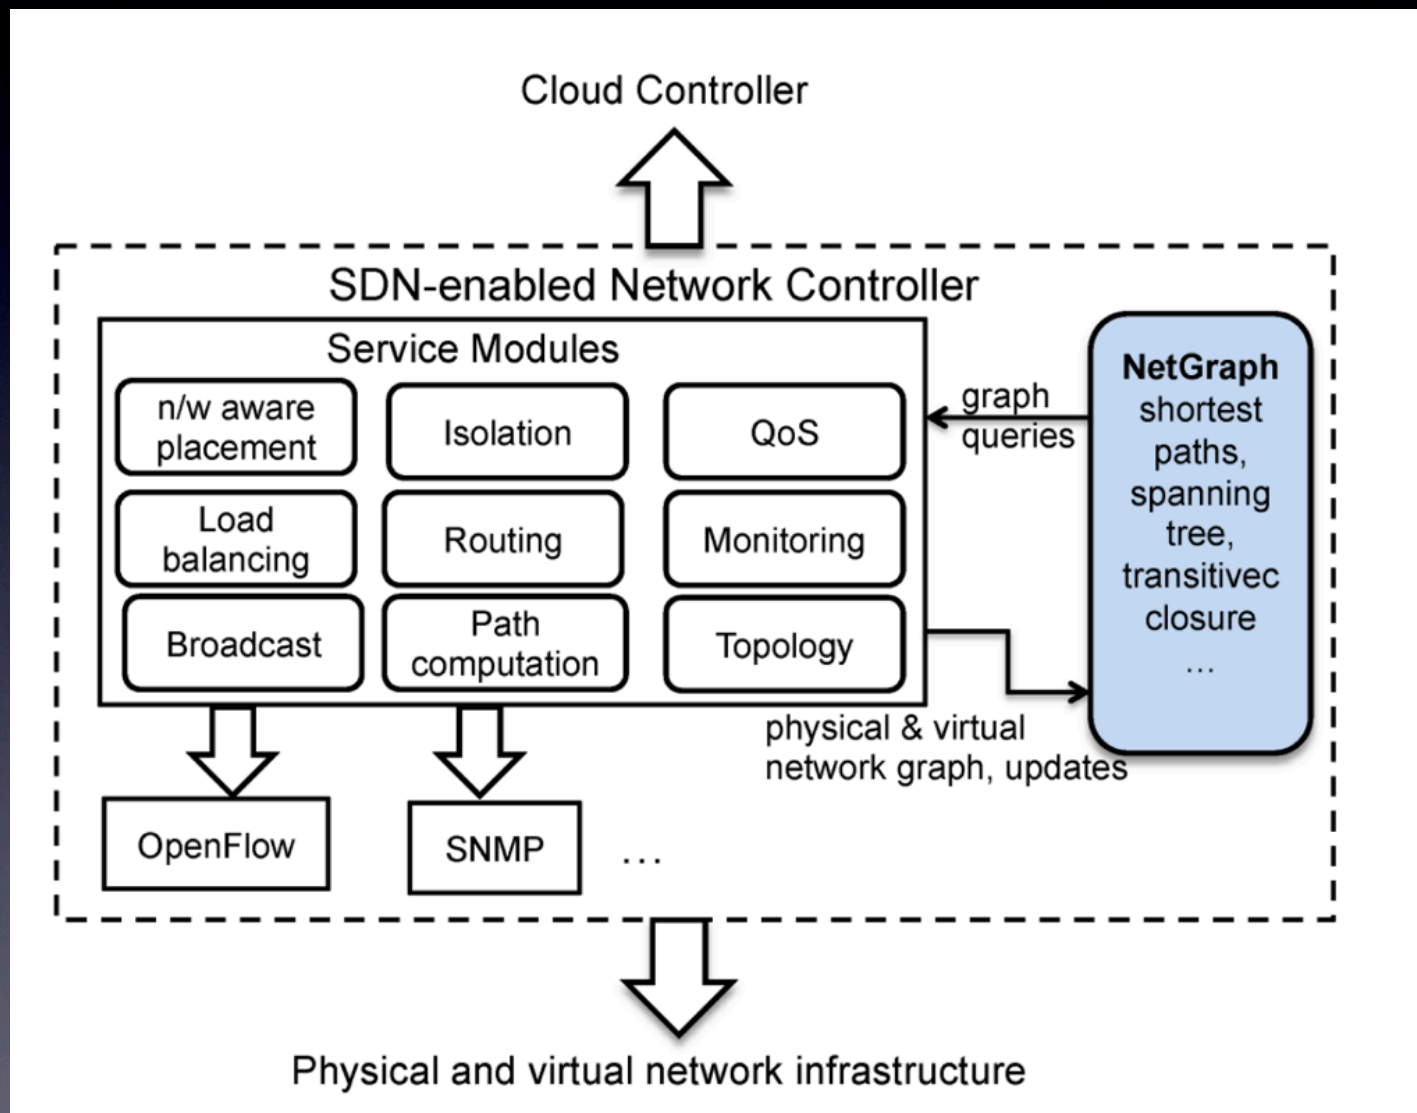 Cloud Controller
SDN-enabled Network Controller
Service Modules
n/w aware
placement
Isolation
QoS
Load
balancing
Routing
Monitoring
Broadcast
Path
computation
Topology
graph
queries
NetGraph
shortest
paths,
spanning
tree,
transitivec
closure
...
physical & virtual
network graph, updates
OpenFlow
SNMP
...
Physical and virtual network infrastructure